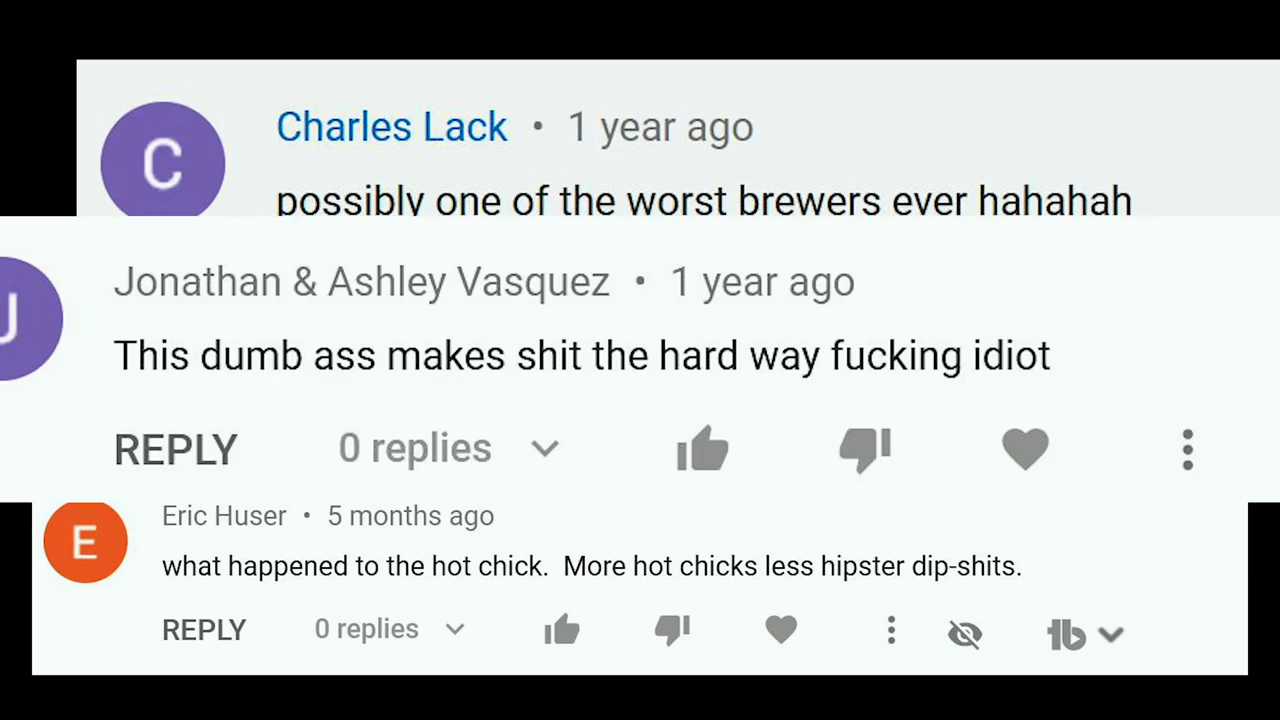 C
Charles Lack • 1 year ago
possibly one of the worst brewers ever hahahah
J
Jonathan & Ashley Vasquez • 1 year ago
This dumb ass makes shit the hard way fucking idiot
REPLY 0 replies
E
Eric Huser • 5 months ago
what happened to the hot chick.  More hot chicks less hipster dip-shits.
REPLY 0 replies
tb